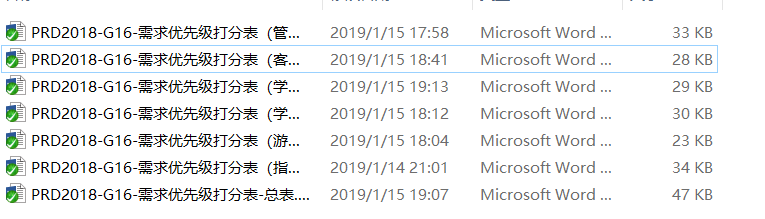 PRD2018-G16-需求优先级打分表（管... 2019/1/15 17:58 Microsoft Word ... 33 KB
PRD2018-G16-需求优先级打分表（客... 2019/1/15 18:41 Microsoft Word ... 28 KB
PRD2018-G16-需求优先级打分表（学... 2019/1/15 19:13 Microsoft Word ... 29 KB
PRD2018-G16-需求优先级打分表（学... 2019/1/15 18:12 Microsoft Word ... 30 KB
PRD2018-G16-需求优先级打分表（游... 2019/1/15 18:04 Microsoft Word ... 23 KB
PRD2018-G16-需求优先级打分表（指... 2019/1/14 21:01 Microsoft Word ... 34 KB
PRD2018-G16-需求优先级打分表-总表.... 2019/1/15 19:07 Microsoft Word ... 47 KB